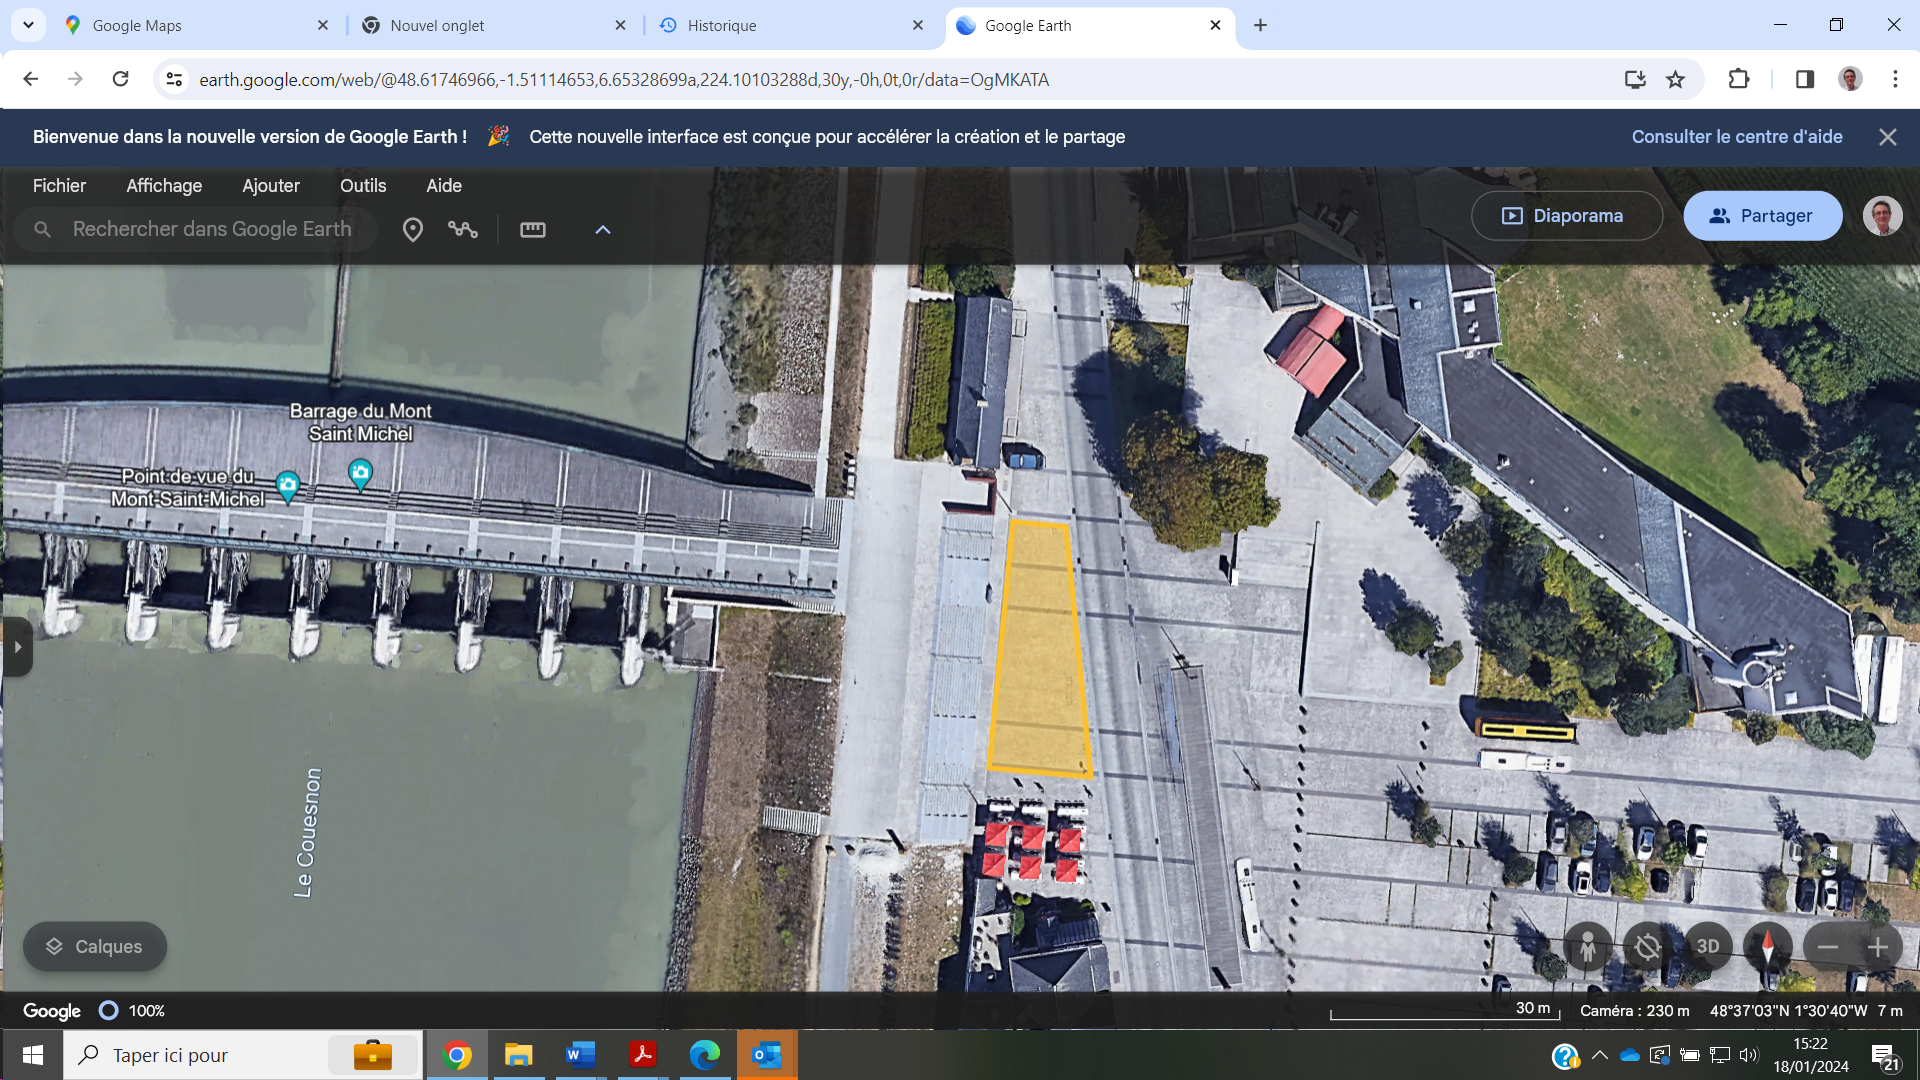 Google Maps
Nouvel onglet
Historique
Google Earth
earth.google.com/web/@48.61746966,-1.51114653,6.65328699a,224.10103288d,30y,-0h,0t,0r/data=OgMKATA
Bienvenue dans la nouvelle version de Google Earth ! 🎉 Cette nouvelle interface est conçue pour accélérer la création et le partage
Consulter le centre d'aide
Fichier Affichage Ajouter Outils Aide
Rechercher dans Google Earth
Diaporama
Partager
Barrage du Mont
Saint Michel
Point de vue du
Mont-Saint-Michel
Le Couesnon
Calques
3D
Google 100%
30 m
Caméra : 230 m 48°37'03"N 1°30'40"W 7 m
Taper ici pour
15:22
18/01/2024
21